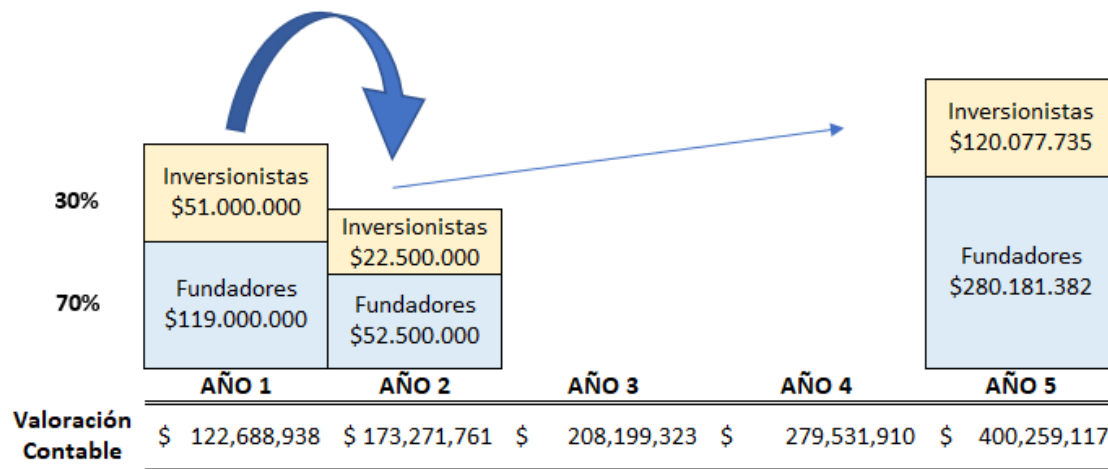 Inversionistas
$120.077.735
Inversionistas
$51.000.000
30%
Inversionistas
$22.500.000
Fundadores
$280.181.382
Fundadores
$119.000.000
70%
Fundadores
$52.500.000
AÑO 1 AÑO 2 AÑO 3 AÑO 4 AÑO 5
Valoración
Contable
$ 122,688,938 $ 173,271,761 $ 208,199,323 $ 279,531,910 $ 400,259,117